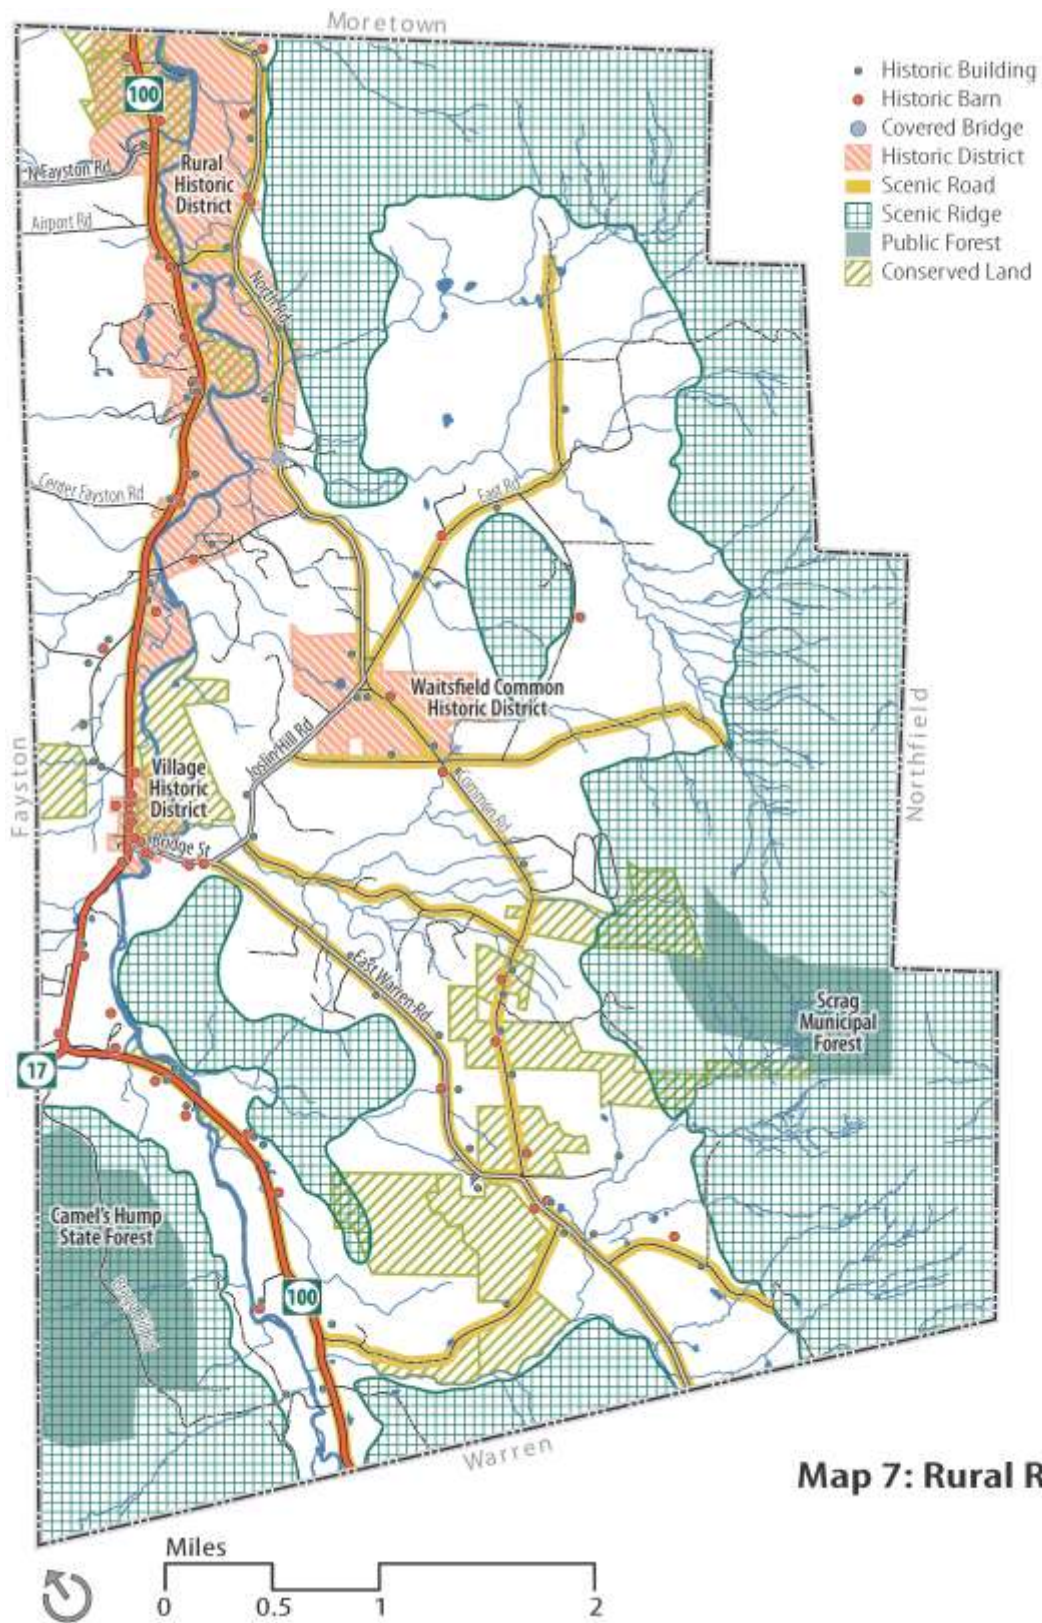 Moretown
Historic Building
Historic Barn
Covered Bridge
Historic District
Scenic Road
Scenic Ridge
Public Forest
Conserved Land
100
N Fayston Rd
Rural
Historic
District
Airport Rd
North Rd
Center Fayston Rd
East Rd
Waitsfield Common
Historic District
Joslin Hill Rd
Common Rd
Fayston
Northfield
Village
Historic
District
Bridge St
East Warren Rd
Scrag
Municipal
Forest
17
Camel's Hump
State Forest
100
Warren
Map 7: Rural R
Miles
0
0.5
1
2